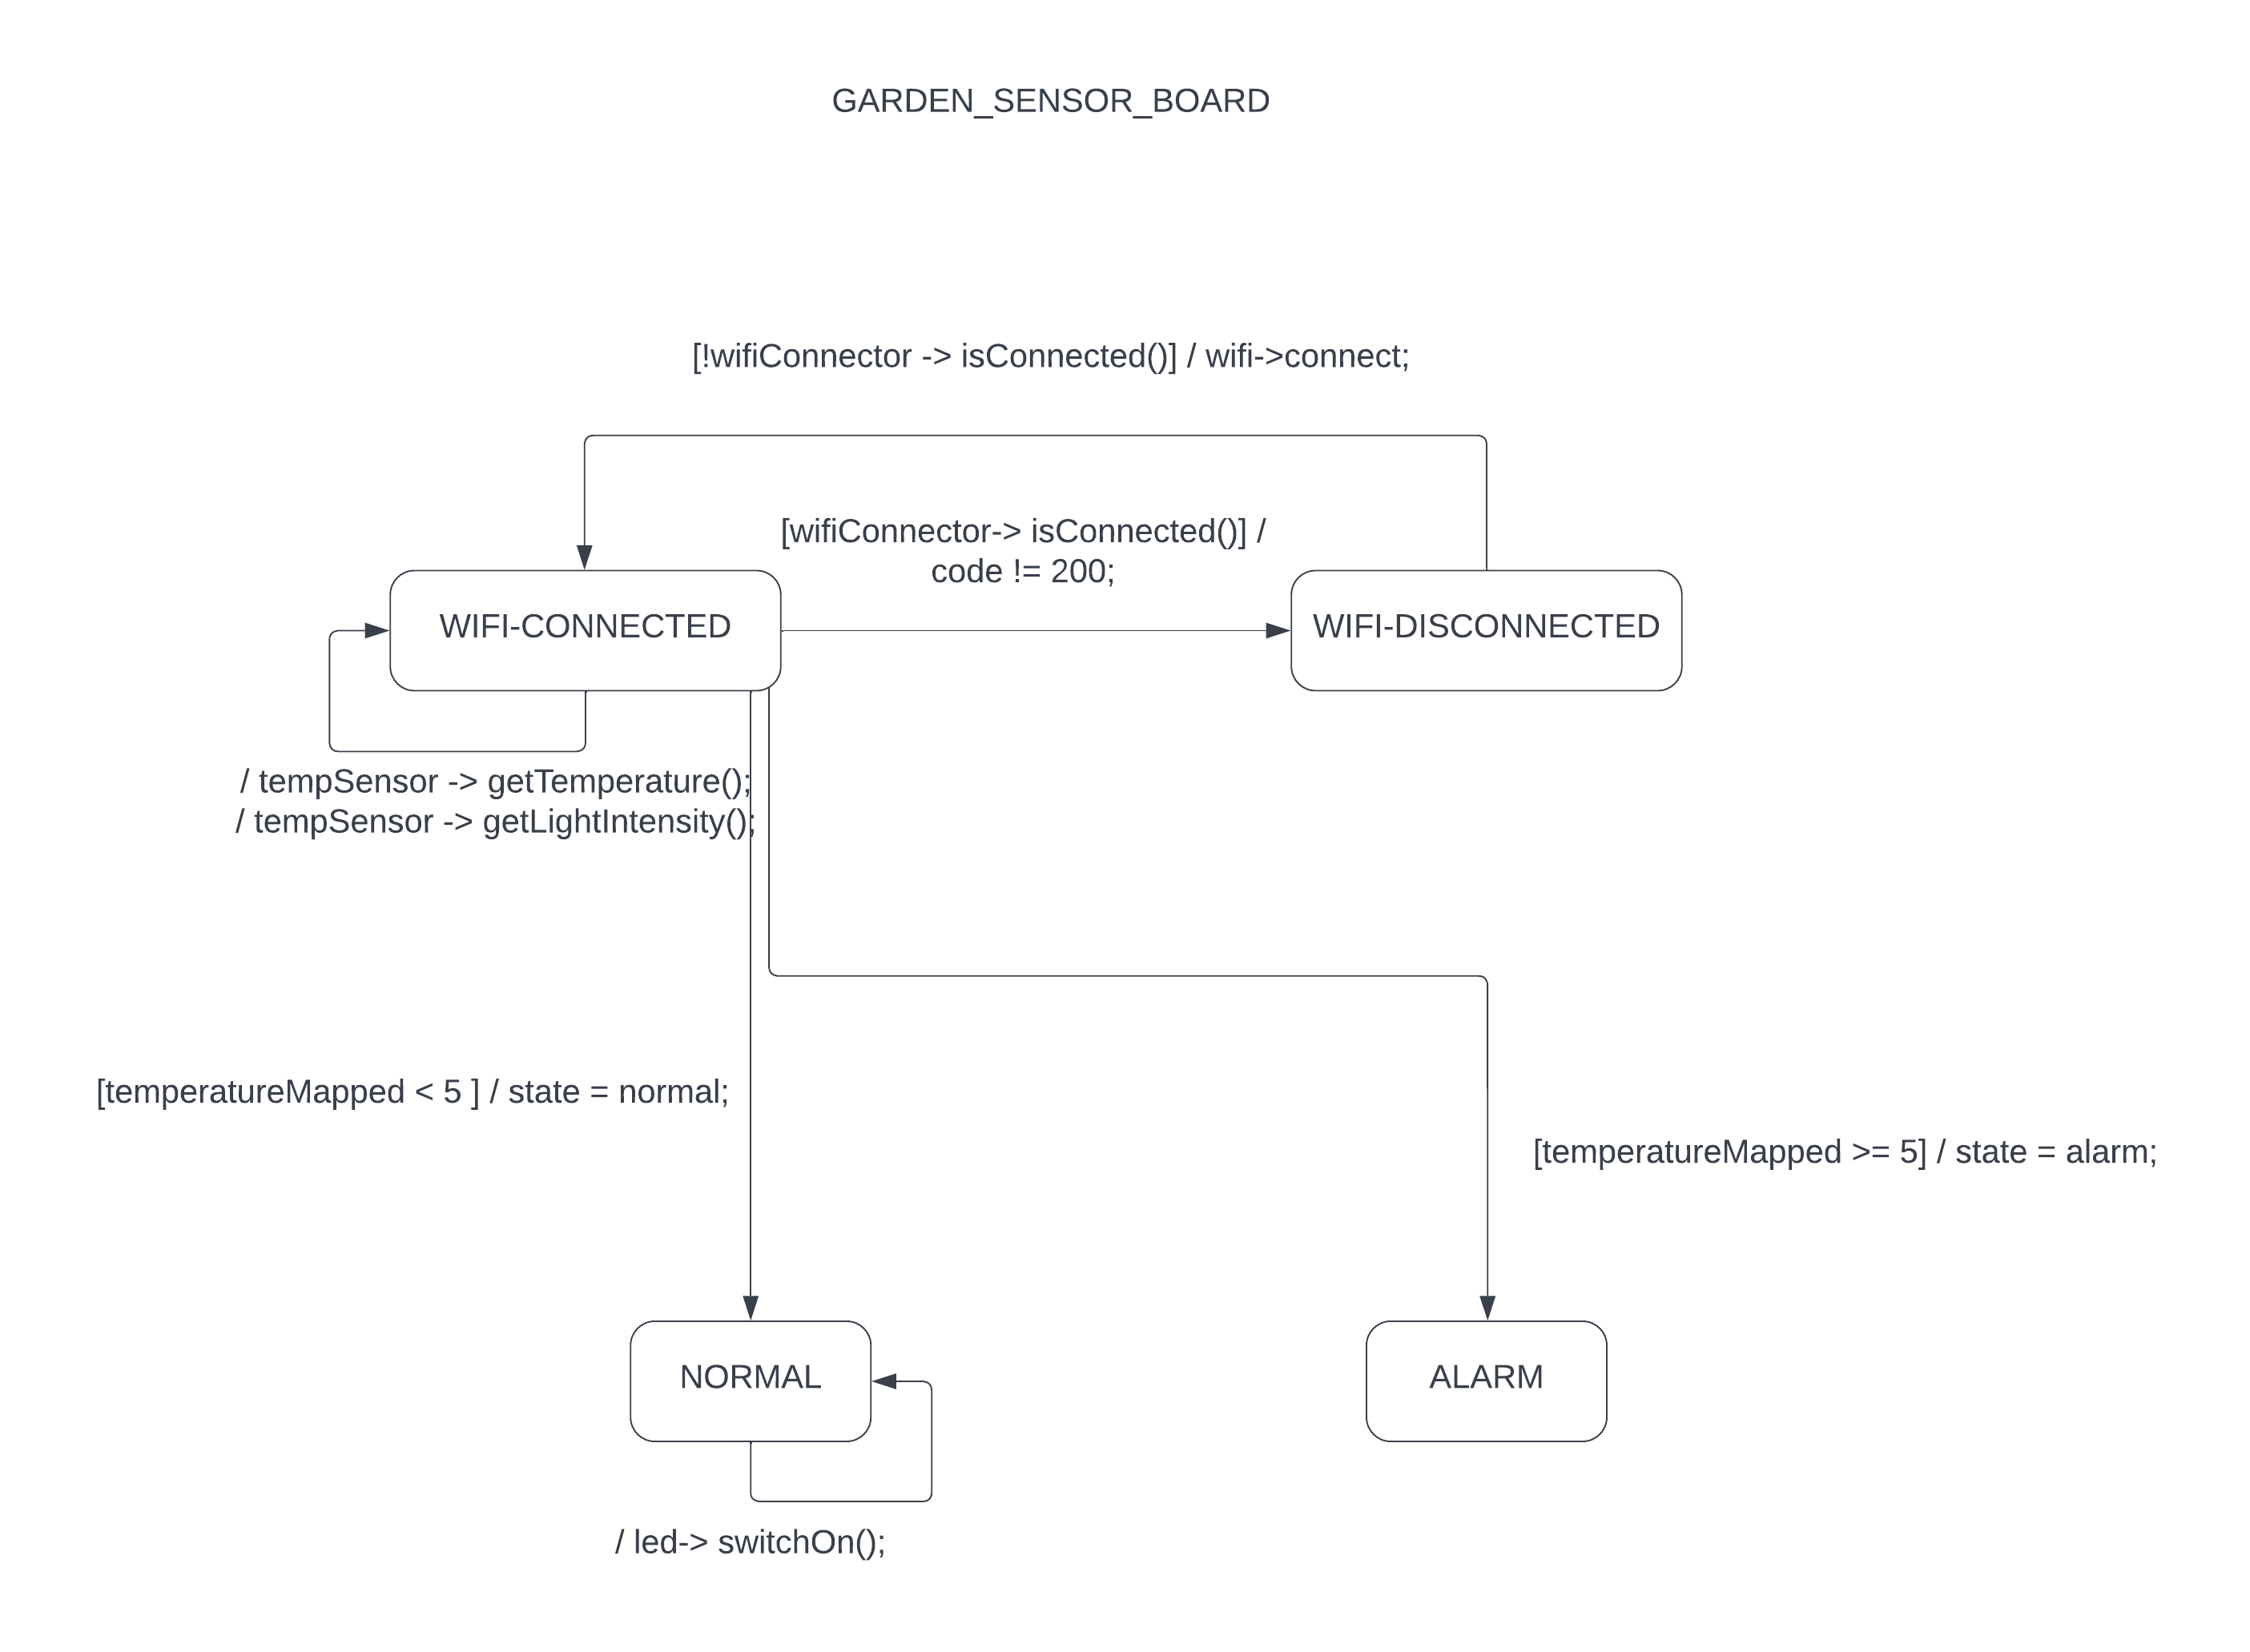 GARDEN_SENSOR_BOARD
[!wifiConnector -> isConnected()] / wifi->connect;
[wifiConnector-> isConnected()] /
code != 200;
WIFI-CONNECTED
WIFI-DISCONNECTED
/ tempSensor -> getTemperature();
/ tempSensor -> getLightIntensity();
[temperatureMapped < 5 ] / state = normal;
[temperatureMapped >= 5] / state = alarm;
NORMAL
ALARM
/ led-> switchOn();